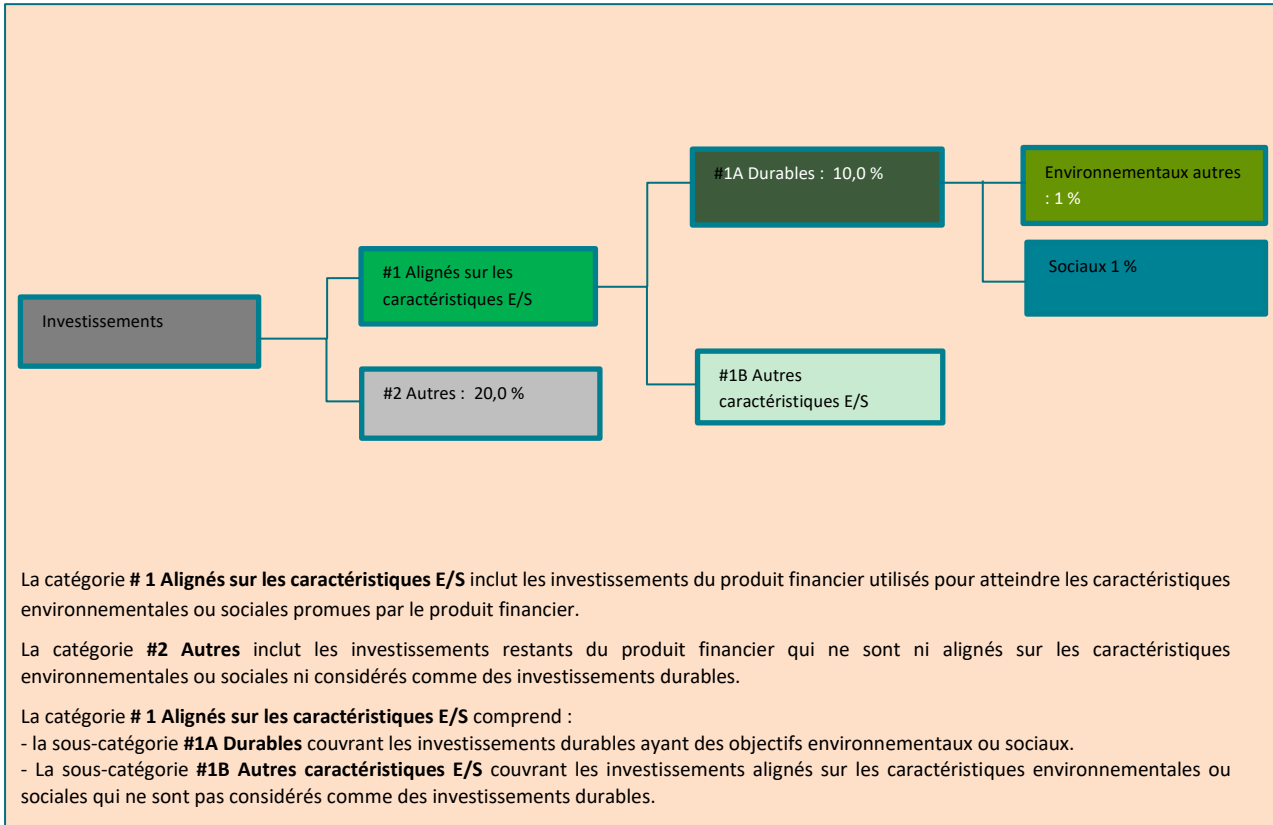 #1A Durables : 10,0 %
Environnementaux autres
: 1 %
Sociaux 1 %
#1 Alignés sur les
caractéristiques E/S
Investissements
#2 Autres : 20,0 %
#1B Autres
caractéristiques E/S
La catégorie # 1 Alignés sur les caractéristiques E/S inclut les investissements du produit financier utilisés pour atteindre les caractéristiques
environnementales ou sociales promues par le produit financier.
La catégorie #2 Autres inclut les investissements restants du produit financier qui ne sont ni alignés sur les caractéristiques
environnementales ou sociales ni considérés comme des investissements durables.
La catégorie # 1 Alignés sur les caractéristiques E/S comprend :
- la sous-catégorie #1A Durables couvrant les investissements durables ayant des objectifs environnementaux ou sociaux.
- La sous-catégorie #1B Autres caractéristiques E/S couvrant les investissements alignés sur les caractéristiques environnementales ou
sociales qui ne sont pas considérés comme des investissements durables.